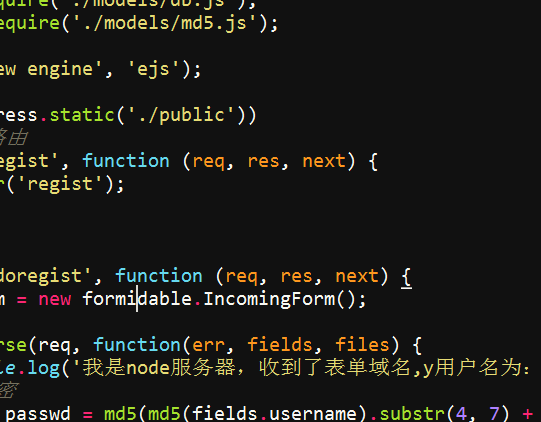 quire('./models/db.js');
equire('./models/md5.js');
ew engine', 'ejs');
ress.static('./public'))
路由
egist', function (req, res, next) {
r('regist');
doregist', function (req, res, next) {
m = new formidable.IncomingForm();
rse(req, function(err, fields, files) {
le.log('我是node服务器，收到了表单域名,y用户名为：
密
passwd = md5(md5(fields.username).substr(4, 7) +